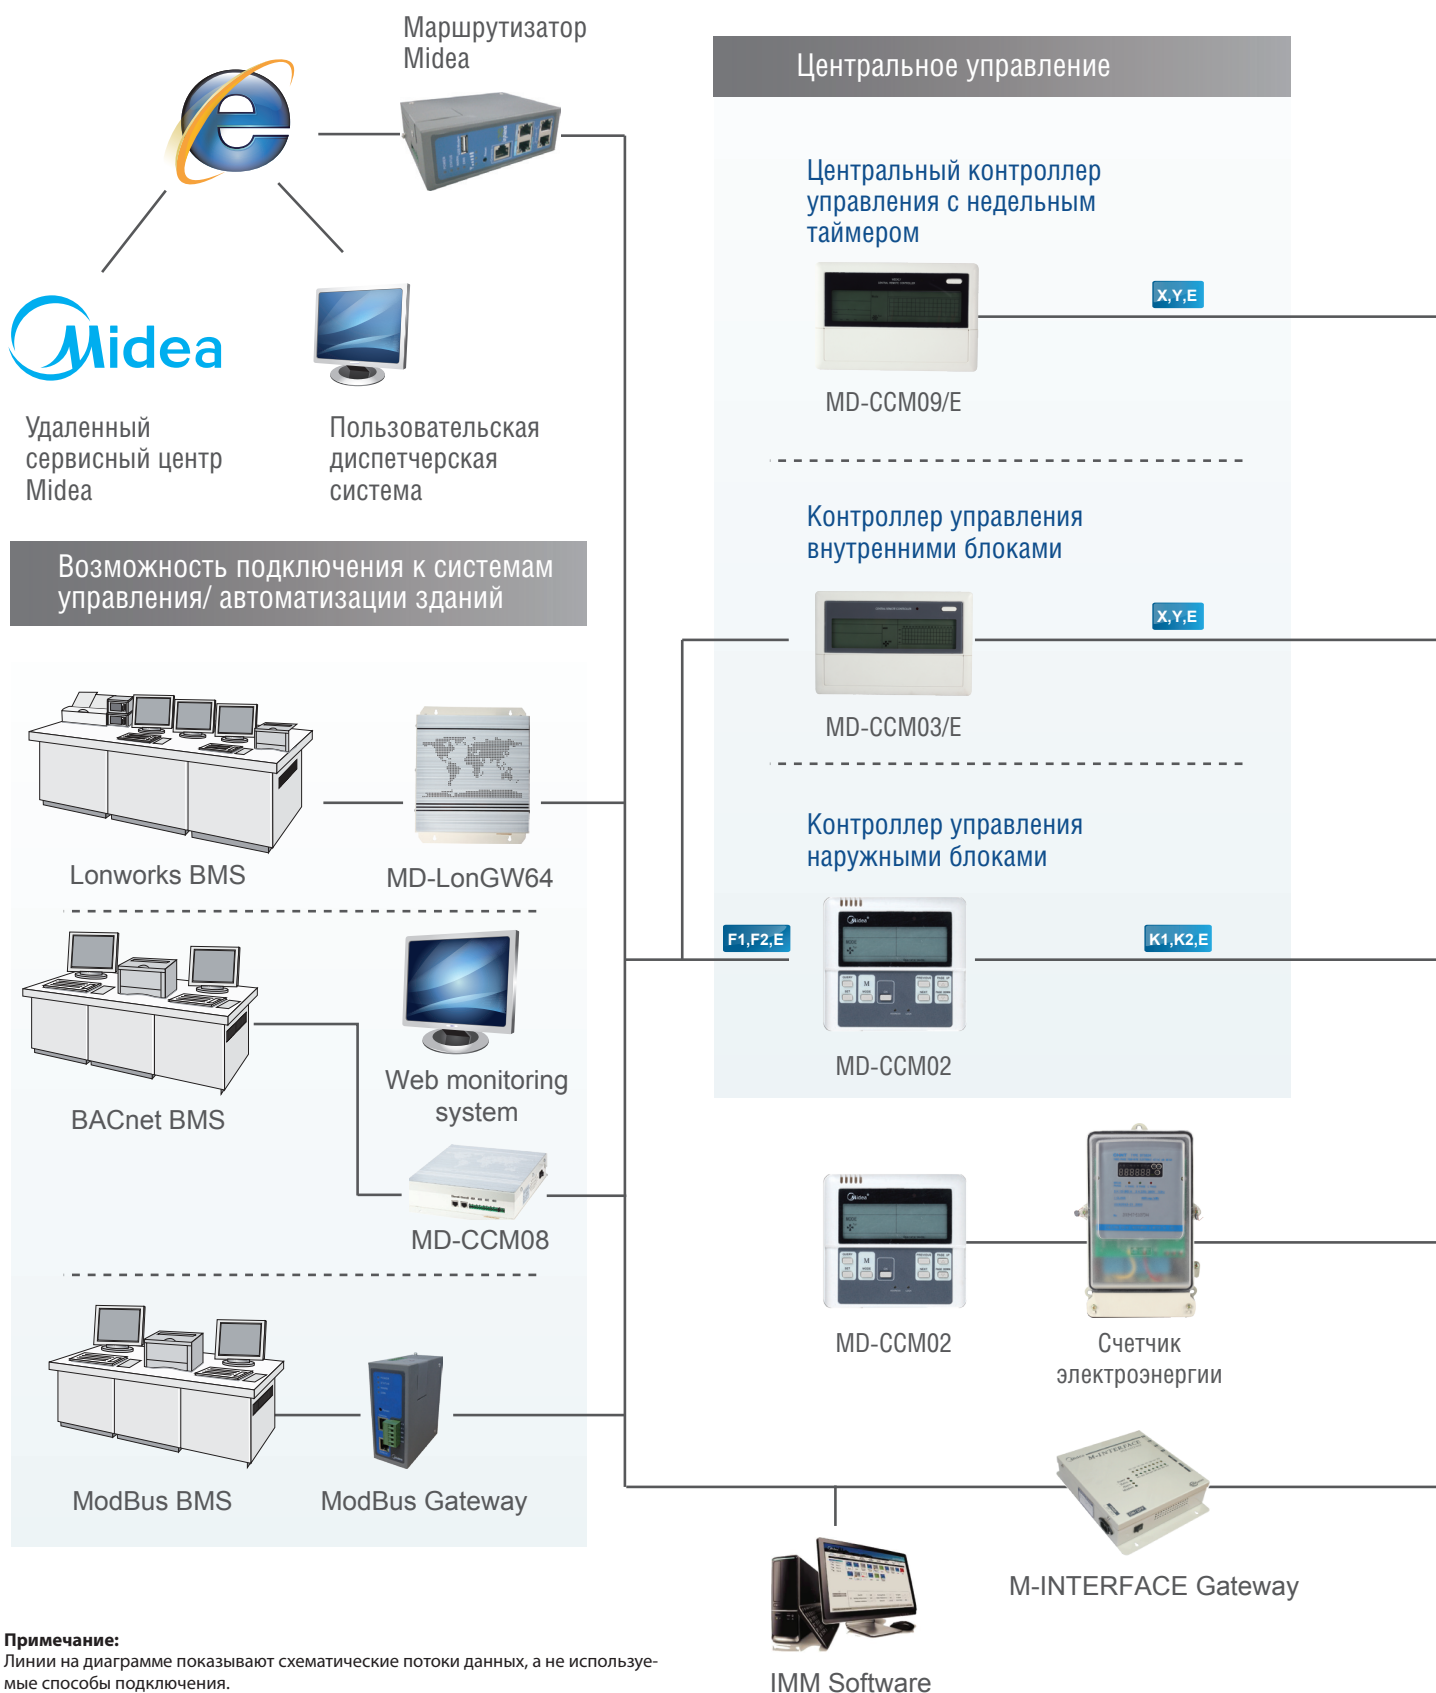 Маршрутизатор
Midea
Центральное управление
Центральный контроллер
управления с недельным
таймером
X,Y,E
MD-CCM09/E
Midea
Удаленный
сервисный центр
Midea
Пользовательская
диспетчерская
система
Контроллер управления
внутренними блоками
X,Y,E
MD-CCM03/E
Возможность подключения к системам
управления/ автоматизации зданий
Lonworks BMS
MD-LonGW64
Контроллер управления
наружными блоками
F1,F2,E
K1,K2,E
Midea
MD-CCM02
BACnet BMS
Web monitoring
system
MD-CCM08
Midea
MD-CCM02
Счетчик
электроэнергии
ModBus BMS
ModBus Gateway
M-INTERFACE
M-INTERFACE Gateway
IMM Software
Примечание:
Линии на диаграмме показывают схематические потоки данных, а не используе-
мые способы подключения.